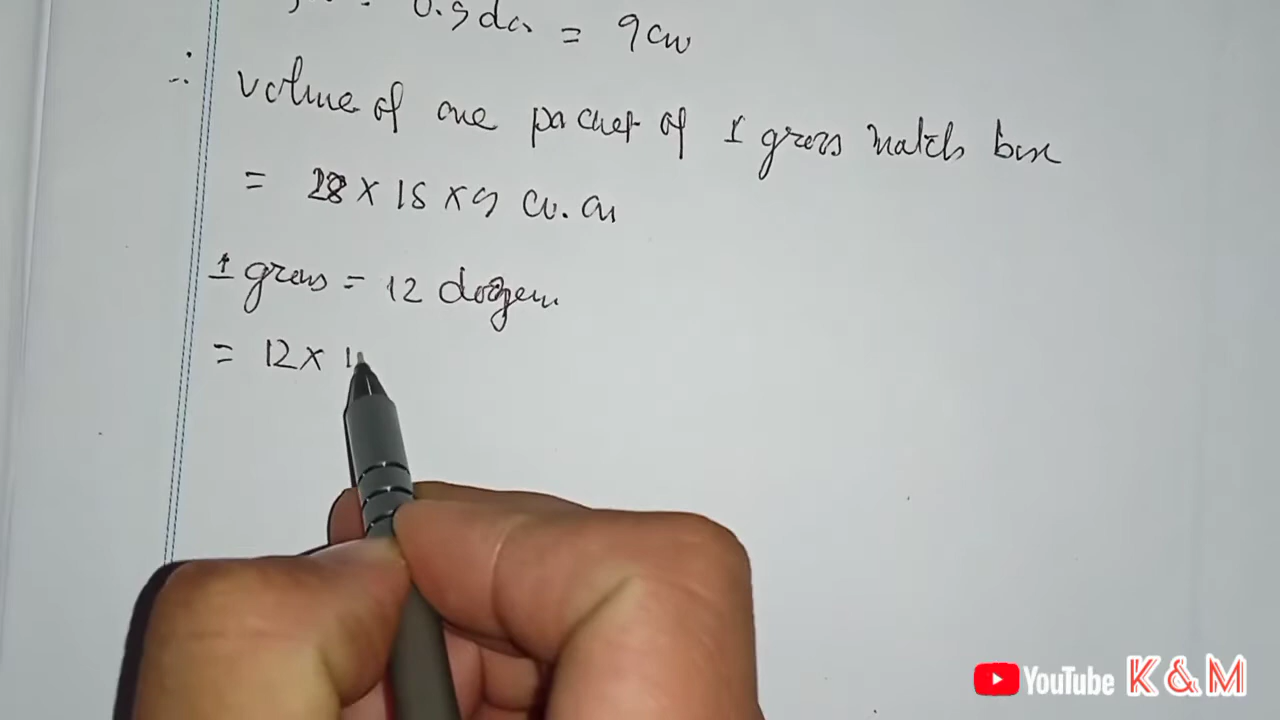 0.9 dm = 9 cm
∴ volume of one packet of 1 gross match box
= 28 × 15 × 9 cu. cm
1 gross = 12 dozen
= 12 × 1
YouTube K & M